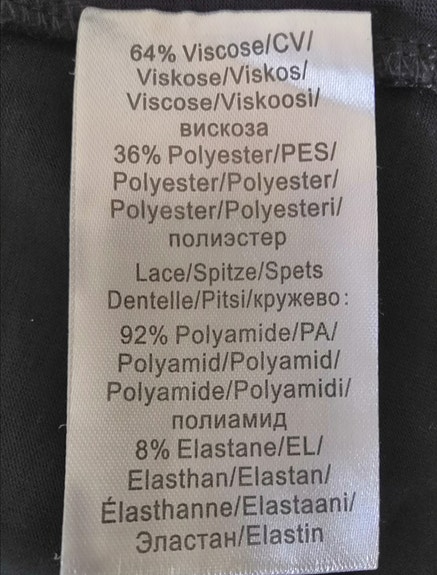 64% Viscose/CV/
Viskose/Viskos/
Viscose/Viskoosi/
вискоза
36% Polyester/PES/
Polyester/Polyester/
Polyester/Polyesteri/
полиэстер
Lace/Spitze/Spets
Dentelle/Pitsi/кружево:
92% Polyamide/PA/
Polyamid/Polyamid/
Polyamide/Polyamidi/
полиамид
8% Elastane/EL/
Elasthan/Elastan/
Élasthanne/Elastaani/
Эластан/Elastin